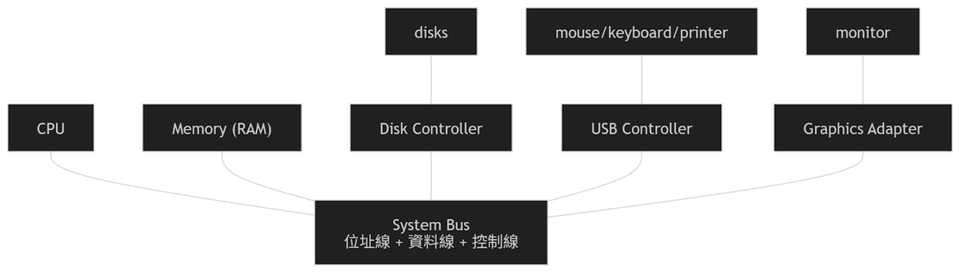 disks
mouse/keyboard/printer
monitor
CPU
Memory (RAM)
Disk Controller
USB Controller
Graphics Adapter
System Bus
位址線 + 資料線 + 控制線